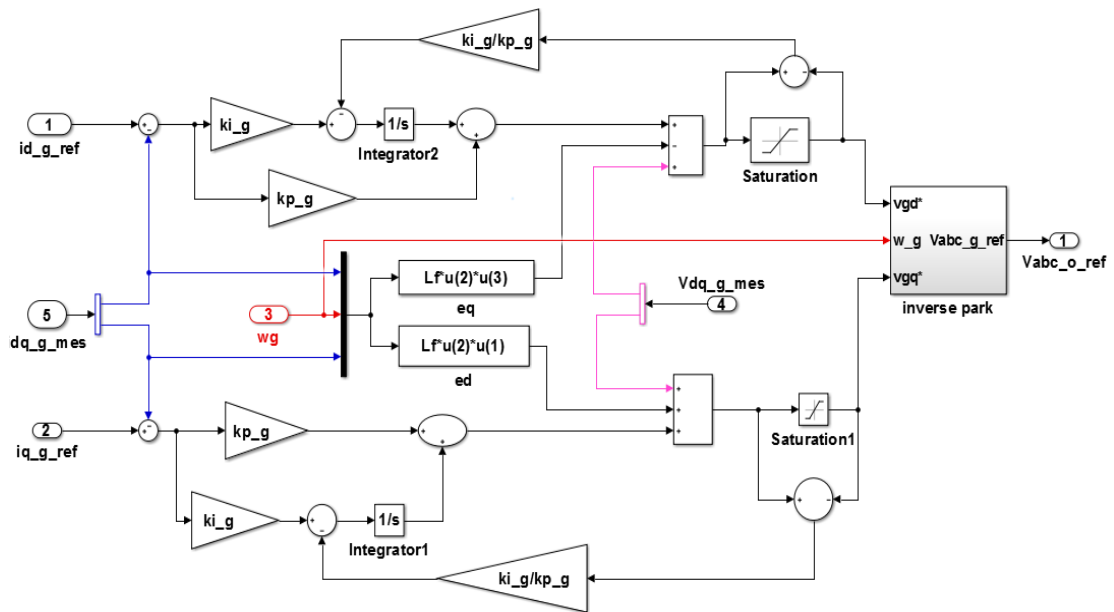 ki_g/kp_g
1
id_g_ref
ki_g
1/s
Integrator2
kp_g
Saturation
vgd*
w_g
Vabc_g_ref
vgq*
inverse park
1
Vabc_o_ref
5
dq_g_mes
3
wg
Lf*u(2)*u(3)
eq
Lf*u(2)*u(1)
ed
Vdq_g_mes
4
2
iq_g_ref
kp_g
Saturation1
ki_g
1/s
Integrator1
ki_g/kp_g